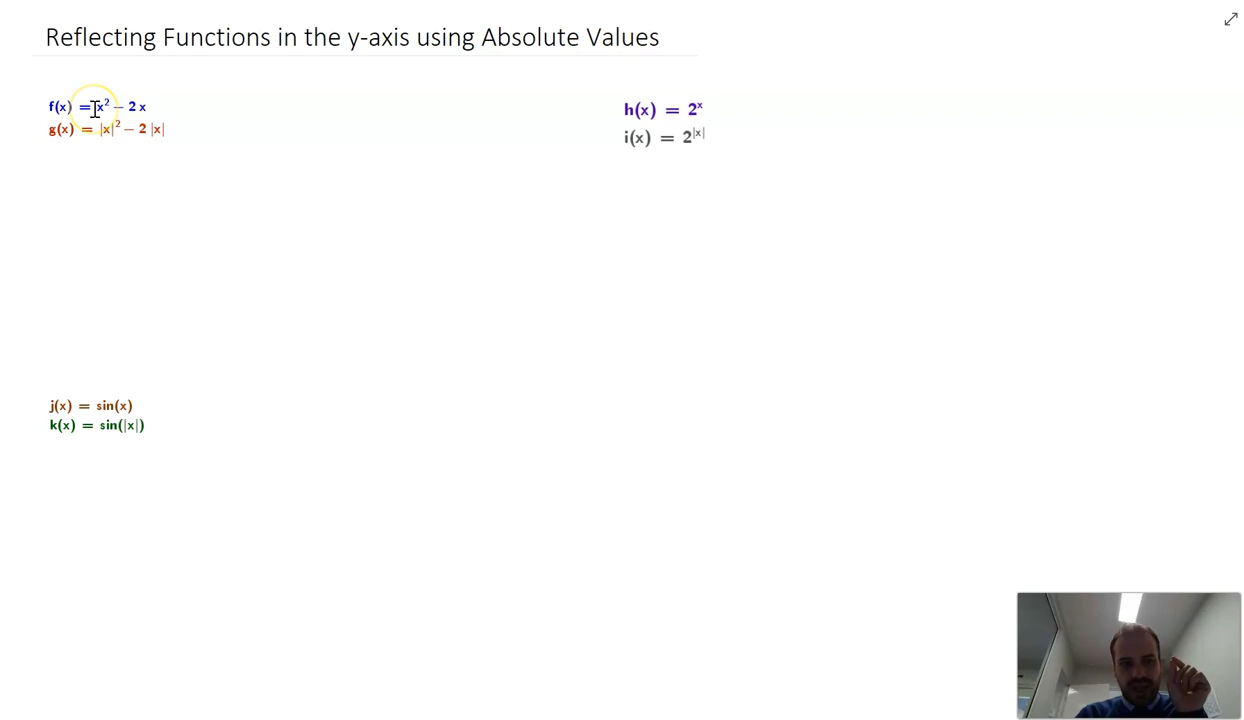 Reflecting Functions in the y-axis using Absolute Values
f(x) = x² − 2 x
g(x) = |x|² − 2 |x|
h(x) = 2ˣ
i(x) = 2^|x|
j(x) = sin(x)
k(x) = sin(|x|)